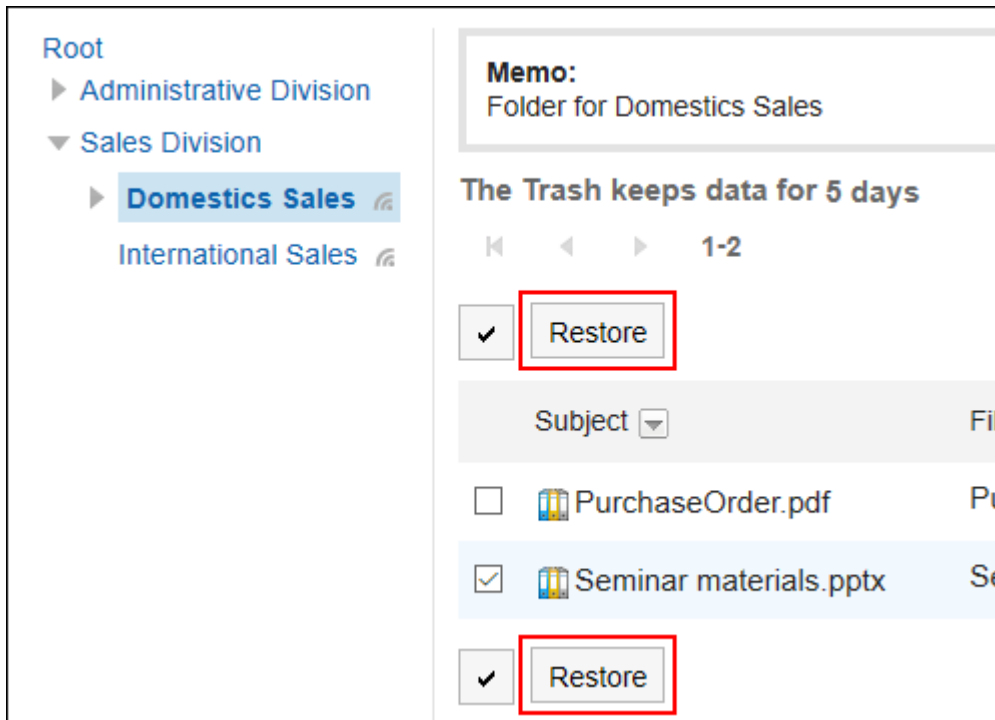 Root
Administrative Division
Sales Division
Domestics Sales
International Sales
Memo:
Folder for Domestics Sales
The Trash keeps data for 5 days
1-2
Restore
Subject
PurchaseOrder.pdf
Seminar materials.pptx
Restore